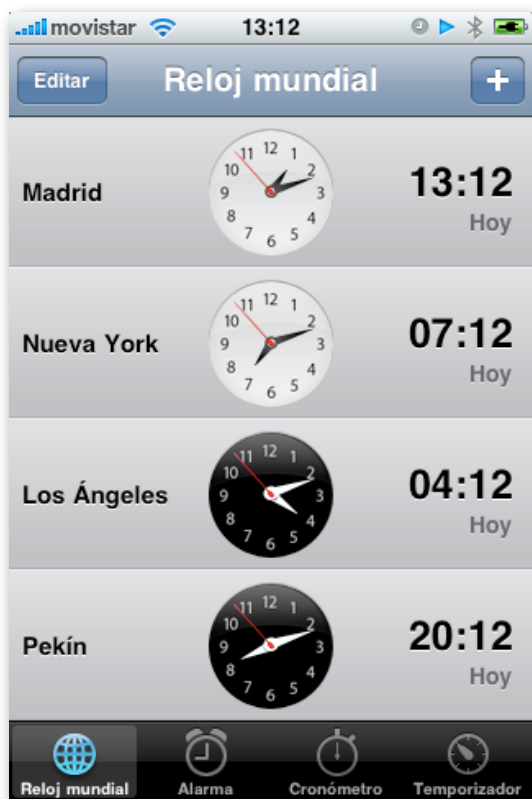 movistar 13:12
Editar Reloj mundial +
Madrid 13:12
Hoy
Nueva York 07:12
Hoy
Los Ángeles 04:12
Hoy
Pekín 20:12
Hoy
Reloj mundial Alarma Cronómetro Temporizador